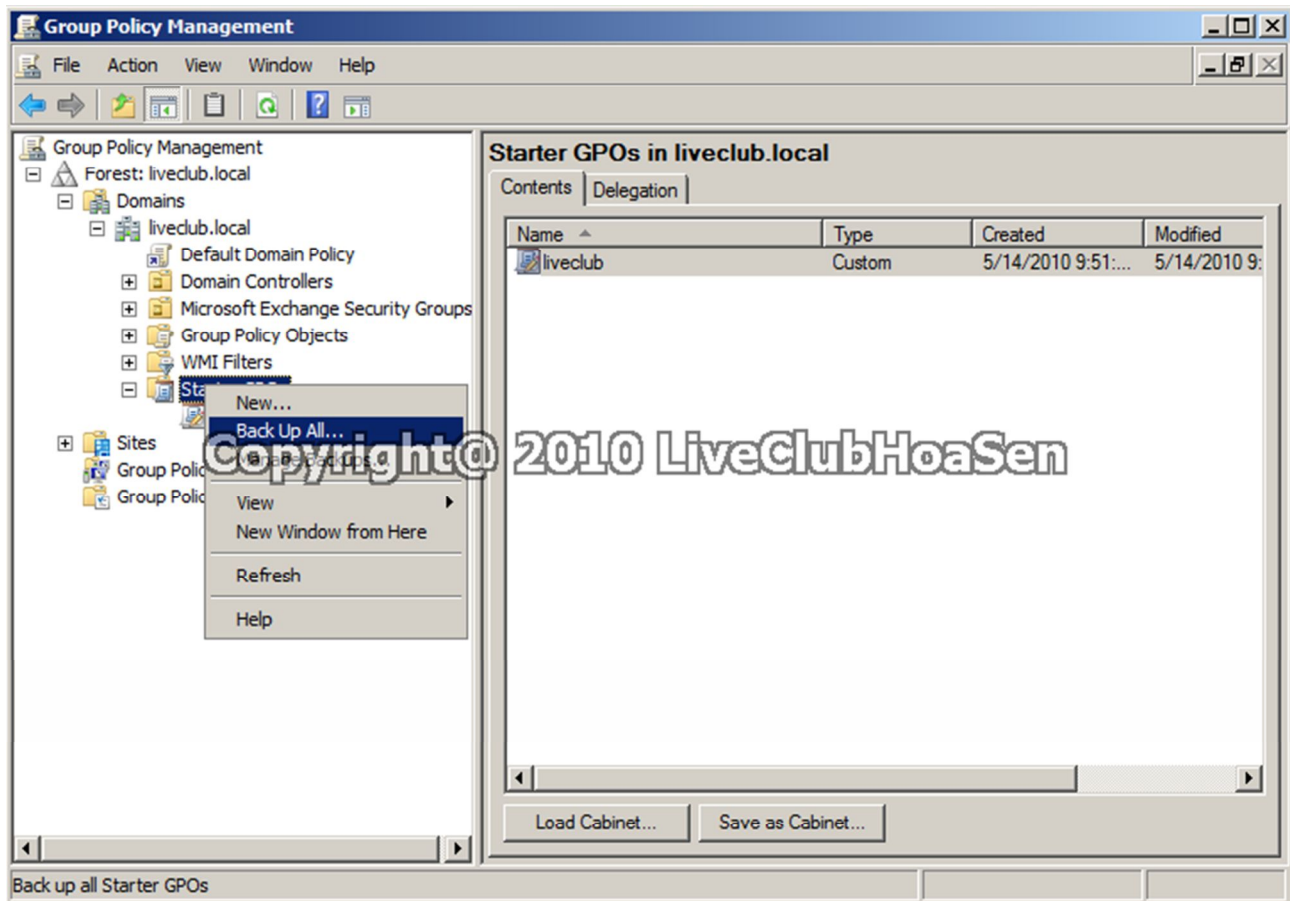 Group Policy Management
File Action View Window Help
Group Policy Management
Forest: liveclub.local
Domains
liveclub.local
Default Domain Policy
Domain Controllers
Microsoft Exchange Security Groups
Group Policy Objects
WMI Filters
Sites
Group
Group
New...
Back Up All...
Manage Backups...
View
New Window from Here
Refresh
Help
Starter GPOs in liveclub.local
Contents Delegation
Name Type Created Modified
liveclub Custom 5/14/2010 9:51:... 5/14/2010 9:
Load Cabinet... Save as Cabinet...
Copyright@ 2010 LiveClubHoaSen
Back up all Starter GPOs